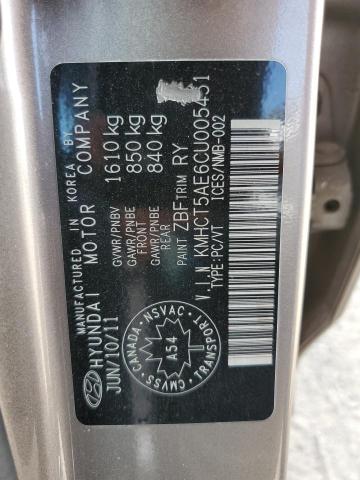 MANUFACTURED IN KOREA BY
HYUNDAI MOTOR COMPANY
JUN/10/11
GVWR/PNBV 1610 kg
GAWR/PNBE FRONT 850 kg
GAWR/PNBE REAR 840 kg
PAINT ZBF TRIM RY
V.I.N KMHCT5AE6CU005451
TYPE:PC/VT ICES/NMB-002
CANADA · NSVAC
A54
CMVSS TRANSPORT